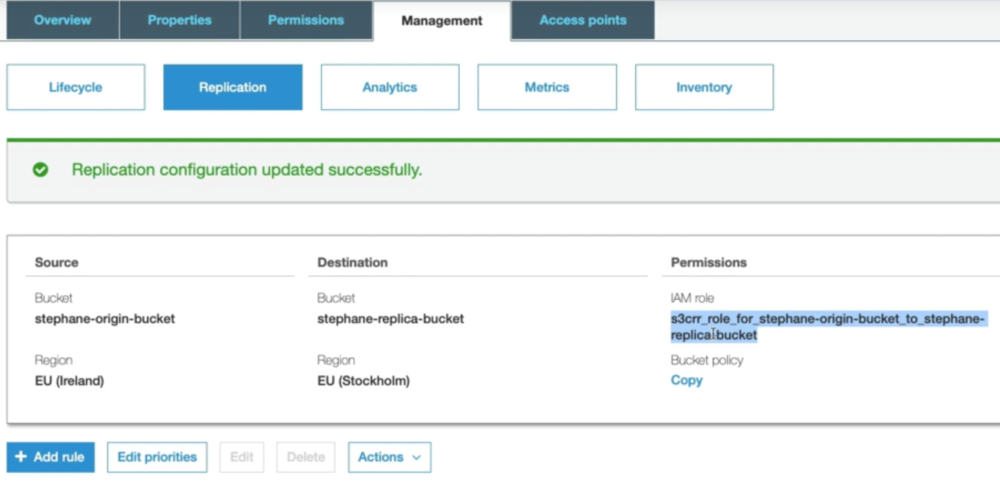 Overview Properties Permissions Management Access points
Lifecycle Replication Analytics Metrics Inventory
Replication configuration updated successfully.
Source Destination Permissions
Bucket Bucket IAM role
stephane-origin-bucket stephane-replica-bucket s3crr_role_for_stephane-origin-bucket_to_stephane-
replica-bucket
Region Region Bucket policy
EU (Ireland) EU (Stockholm) Copy
+ Add rule Edit priorities Edit Delete Actions